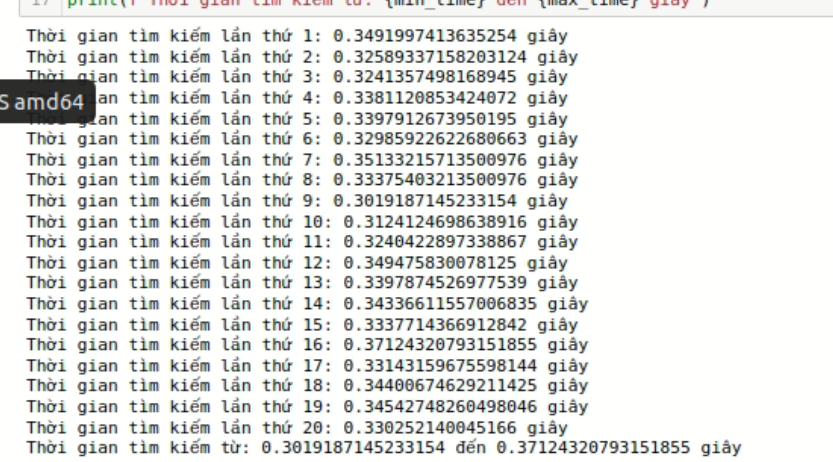 17 print(f"Thời gian tìm kiếm từ: {min_time} đến {max_time} giây")
Thời gian tìm kiếm lần thứ 1: 0.3491997413635254 giây
Thời gian tìm kiếm lần thứ 2: 0.32589337158203124 giây
Thời gian tìm kiếm lần thứ 3: 0.3241357498168945 giây
S amd64
gian tìm kiếm lần thứ 4: 0.3381120853424072 giây
Thời gian tìm kiếm lần thứ 5: 0.3397912673950195 giây
Thời gian tìm kiếm lần thứ 6: 0.32985922622680663 giây
Thời gian tìm kiếm lần thứ 7: 0.35133215713500976 giây
Thời gian tìm kiếm lần thứ 8: 0.33375403213500976 giây
Thời gian tìm kiếm lần thứ 9: 0.3019187145233154 giây
Thời gian tìm kiếm lần thứ 10: 0.3124124698638916 giây
Thời gian tìm kiếm lần thứ 11: 0.3240422897338867 giây
Thời gian tìm kiếm lần thứ 12: 0.349475830078125 giây
Thời gian tìm kiếm lần thứ 13: 0.3397874526977539 giây
Thời gian tìm kiếm lần thứ 14: 0.34336611557006835 giây
Thời gian tìm kiếm lần thứ 15: 0.3337714366912842 giây
Thời gian tìm kiếm lần thứ 16: 0.37124320793151855 giây
Thời gian tìm kiếm lần thứ 17: 0.33143159675598144 giây
Thời gian tìm kiếm lần thứ 18: 0.34400674629211425 giây
Thời gian tìm kiếm lần thứ 19: 0.34542748260498046 giây
Thời gian tìm kiếm lần thứ 20: 0.330252140045166 giây
Thời gian tìm kiếm từ: 0.3019187145233154 đến 0.37124320793151855 giây